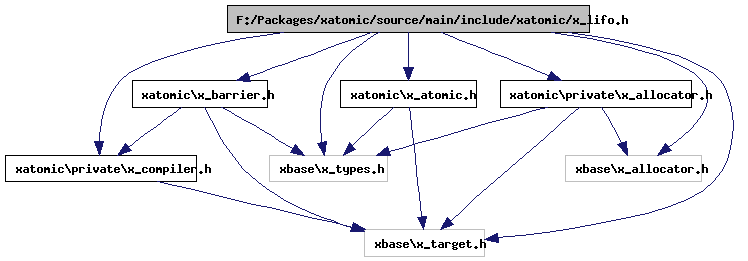 F:/Packages/xatomic/source/main/include/xatomic/x_lifo.h
xatomic\x_barrier.h
xatomic\x_atomic.h
xatomic\private\x_allocator.h
xatomic\private\x_compiler.h
xbase\x_types.h
xbase\x_allocator.h
xbase\x_target.h